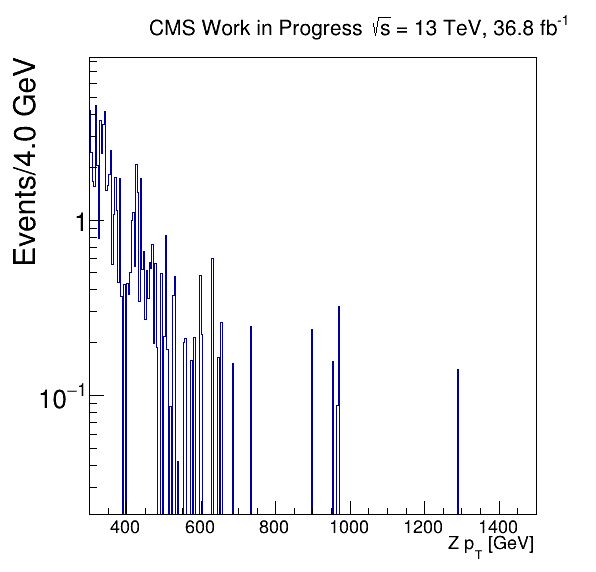 CMS Work in Progress √s = 13 TeV, 36.8 fb⁻¹
Events/4.0 GeV
1
10⁻¹
400 600 800 1000 1200 1400
Z p_T [GeV]